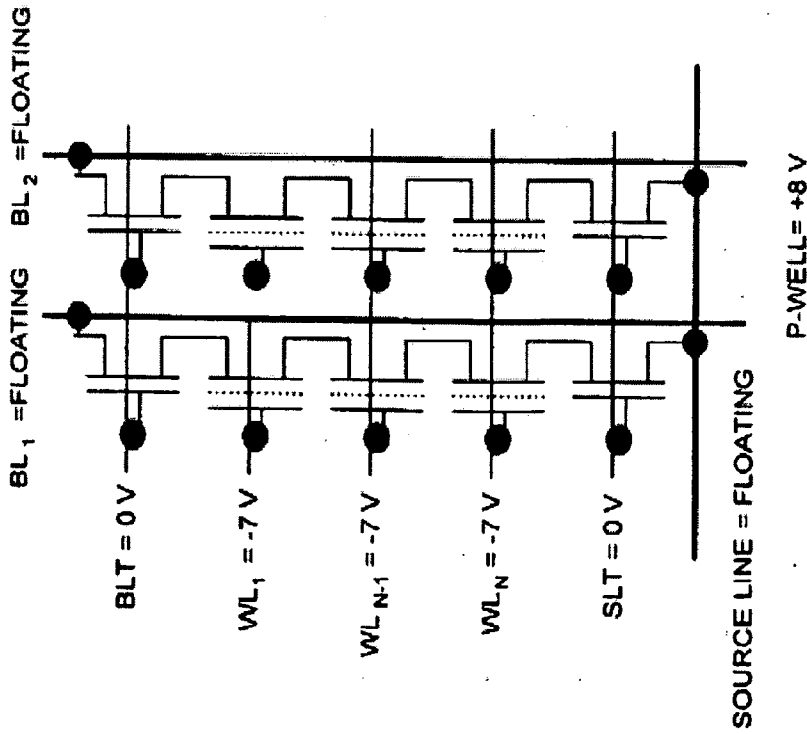 BL1 =FLOATING
BL2 =FLOATING
BLT = 0 V
WL1 = -7 V
WL N-1 = -7 V
WLN = -7 V
SLT = 0 V
SOURCE LINE = FLOATING
P-WELL= +8 V